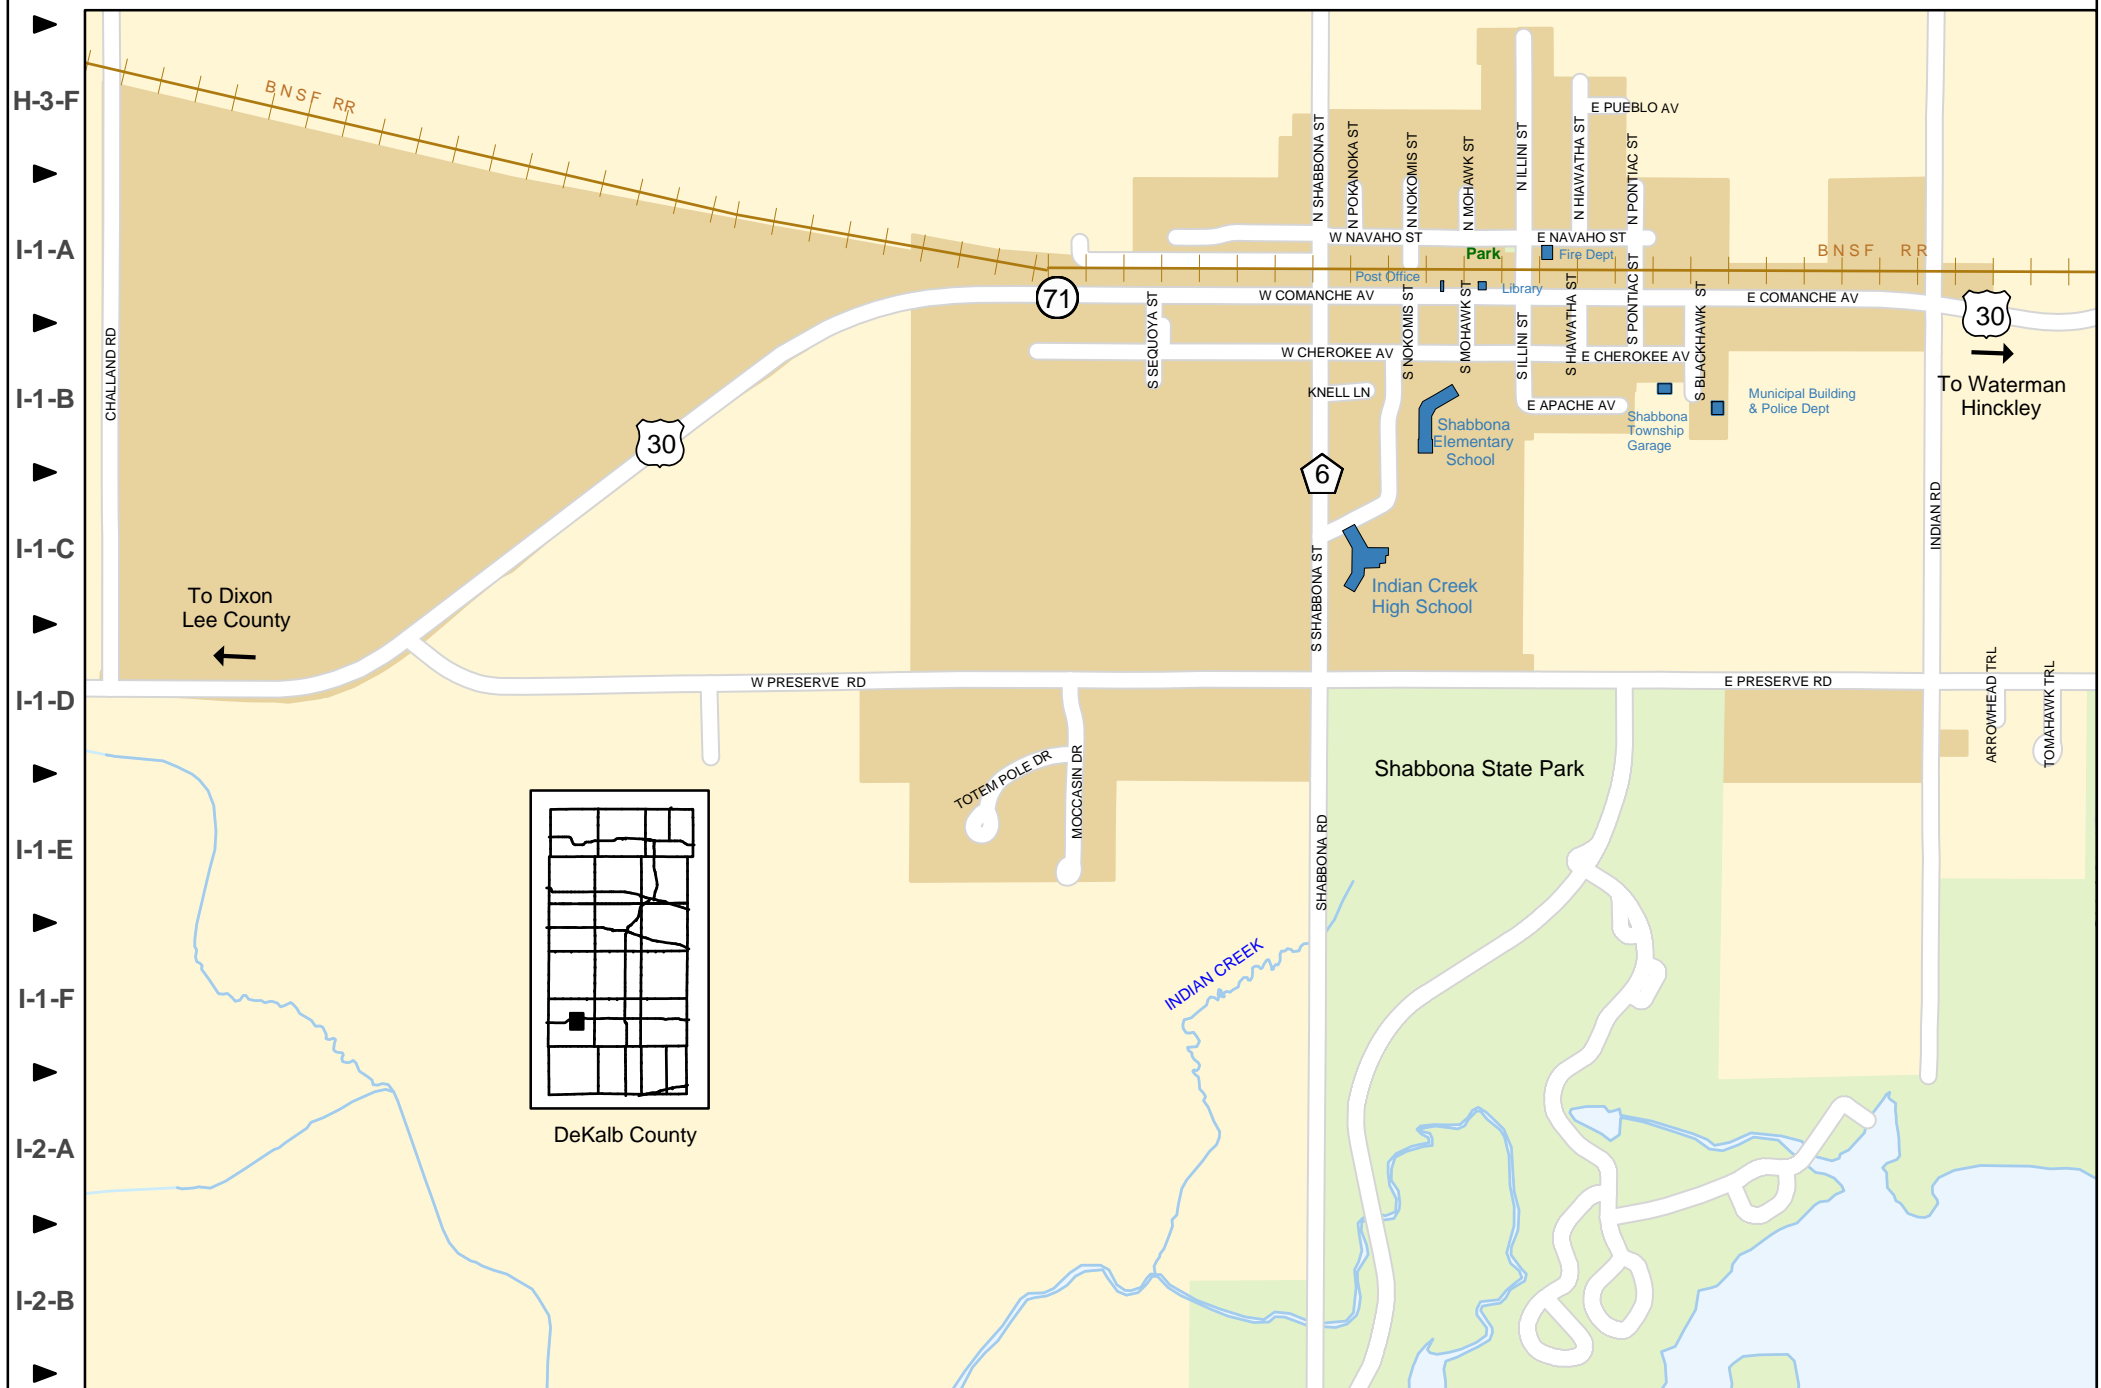 H-3-F
I-1-A
I-1-B
I-1-C
I-1-D
I-1-E
I-1-F
I-2-A
I-2-B
BNSF RR
CHALLAND RD
E PUEBLO AV
N SHABBONA ST
N POKANOKA ST
N NOKOMIS ST
N MOHAWK ST
N ILLINI ST
N HIAWATHA ST
N PONTIAC ST
W NAVAHO ST
E NAVAHO ST
Park
Fire Dept
BNSF RR
Post Office
Library
71
W COMANCHE AV
E COMANCHE AV
30
To Waterman
Hinckley
S SEQUOYA ST
S NOKOMIS ST
S MOHAWK ST
S ILLINI ST
S HIAWATHA ST
S PONTIAC ST
S BLACKHAWK ST
W CHEROKEE AV
E CHEROKEE AV
KNELL LN
E APACHE AV
Shabbona
Elementary
School
Shabbona
Township
Garage
Municipal Building
& Police Dept
30
6
INDIAN RD
S SHABBONA ST
Indian Creek
High School
To Dixon
Lee County
W PRESERVE RD
E PRESERVE RD
ARROWHEAD TRL
TOMAHAWK TRL
TOTEM POLE DR
MOCCASIN DR
Shabbona State Park
SHABBONA RD
INDIAN CREEK
DeKalb County